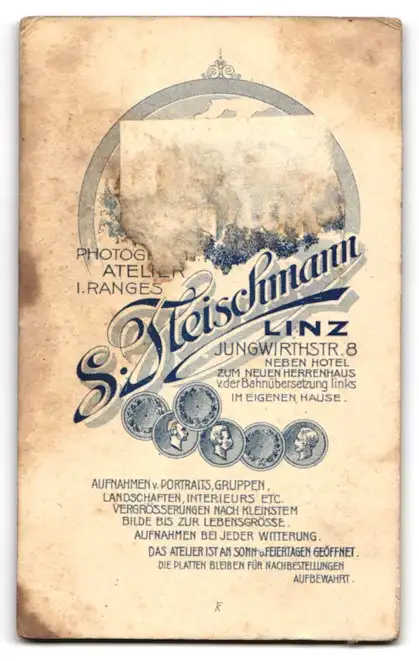 ATELIER
I. RANGES
S. Fleischmann
LINZ
JUNGWIRTHSTR. 8
NEBEN HOTEL
ZUM NEUEN HERRENHAUS
v. der Bahnübersetzung links
IM EIGENEN HAUSE.
AUFNAHMEN v. PORTRAITS, GRUPPEN,
LANDSCHAFTEN, INTERIEURS ETC.
VERGRÖSSERUNGEN NACH KLEINSTEM
BILDE BIS ZUR LEBENSGRÖSSE.
AUFNAHMEN BEI JEDER WITTERUNG.
DAS ATELIER IST AN SONN- u. FEIERTAGEN GEÖFFNET.
DIE PLATTEN BLEIBEN FÜR NACHBESTELLUNGEN
AUFBEWAHRT.